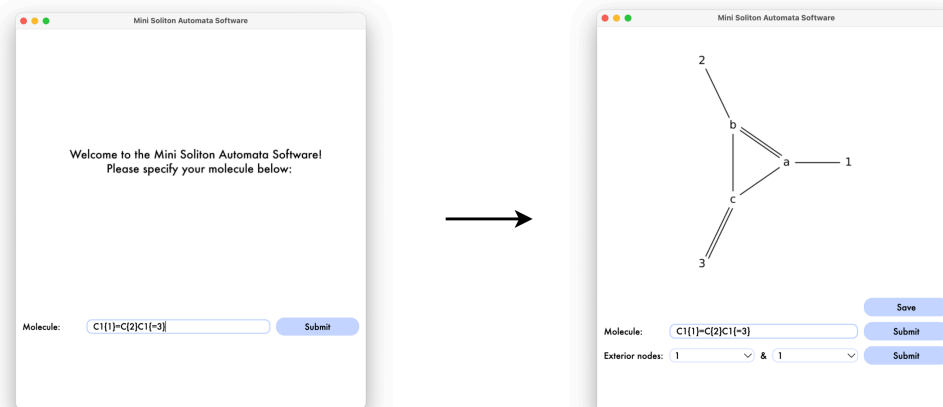 Mini Soliton Automata Software
Welcome to the Mini Soliton Automata Software!
Please specify your molecule below:
Molecule: C1{1}=C{2}C1{=3} Submit
Mini Soliton Automata Software
2
b
a 1
c
3
Save
Molecule: C1{1}=C{2}C1{=3} Submit
Exterior nodes: 1 & 1 Submit